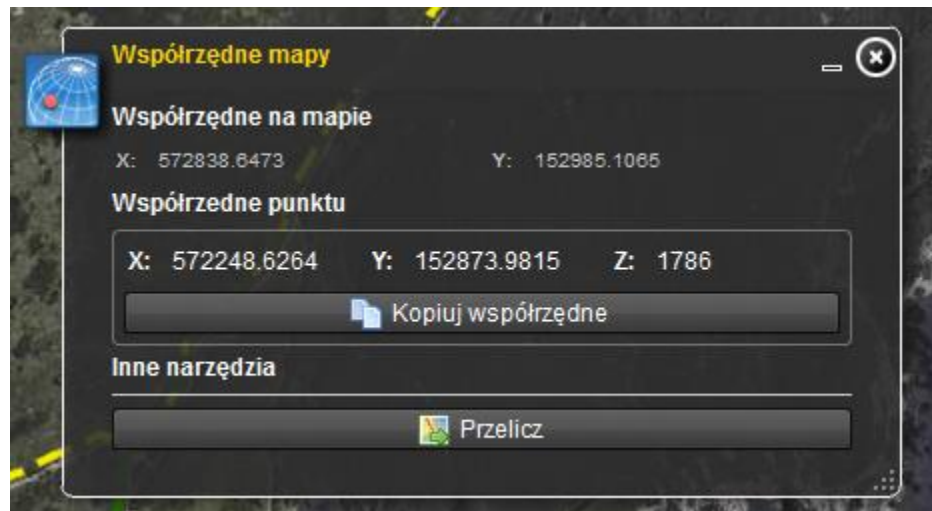 Współrzędne mapy
Współrzędne na mapie
X: 572838.6473 Y: 152985.1065
Współrzedne punktu
X: 572248.6264 Y: 152873.9815 Z: 1786
Kopiuj współrzędne
Inne narzędzia
Przelicz